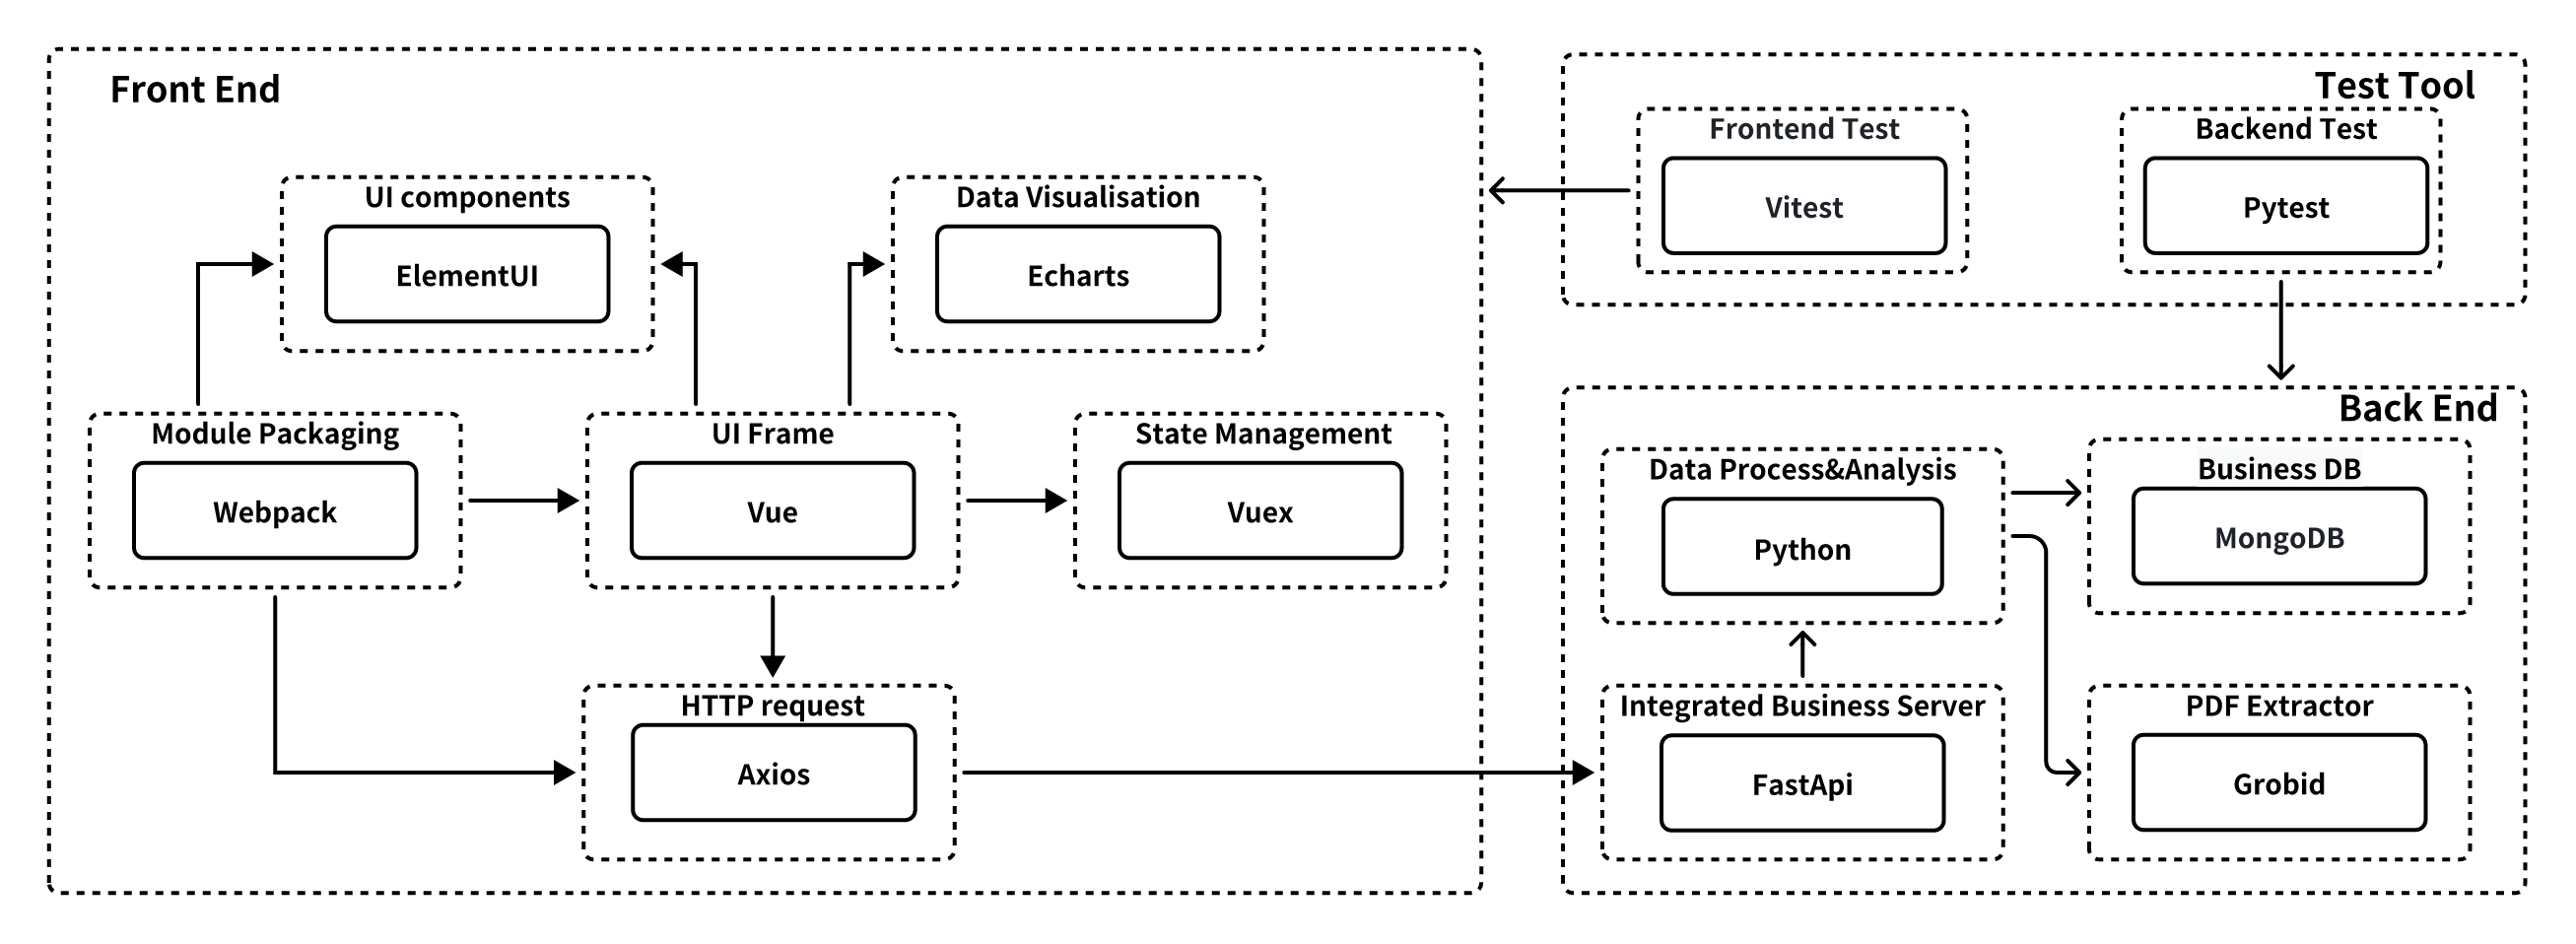 Front End
UI components
ElementUI
Data Visualisation
Echarts
Module Packaging
Webpack
UI Frame
Vue
State Management
Vuex
HTTP request
Axios
Test Tool
Frontend Test
Vitest
Backend Test
Pytest
Back End
Data Process&Analysis
Python
Business DB
MongoDB
Integrated Business Server
FastApi
PDF Extractor
Grobid